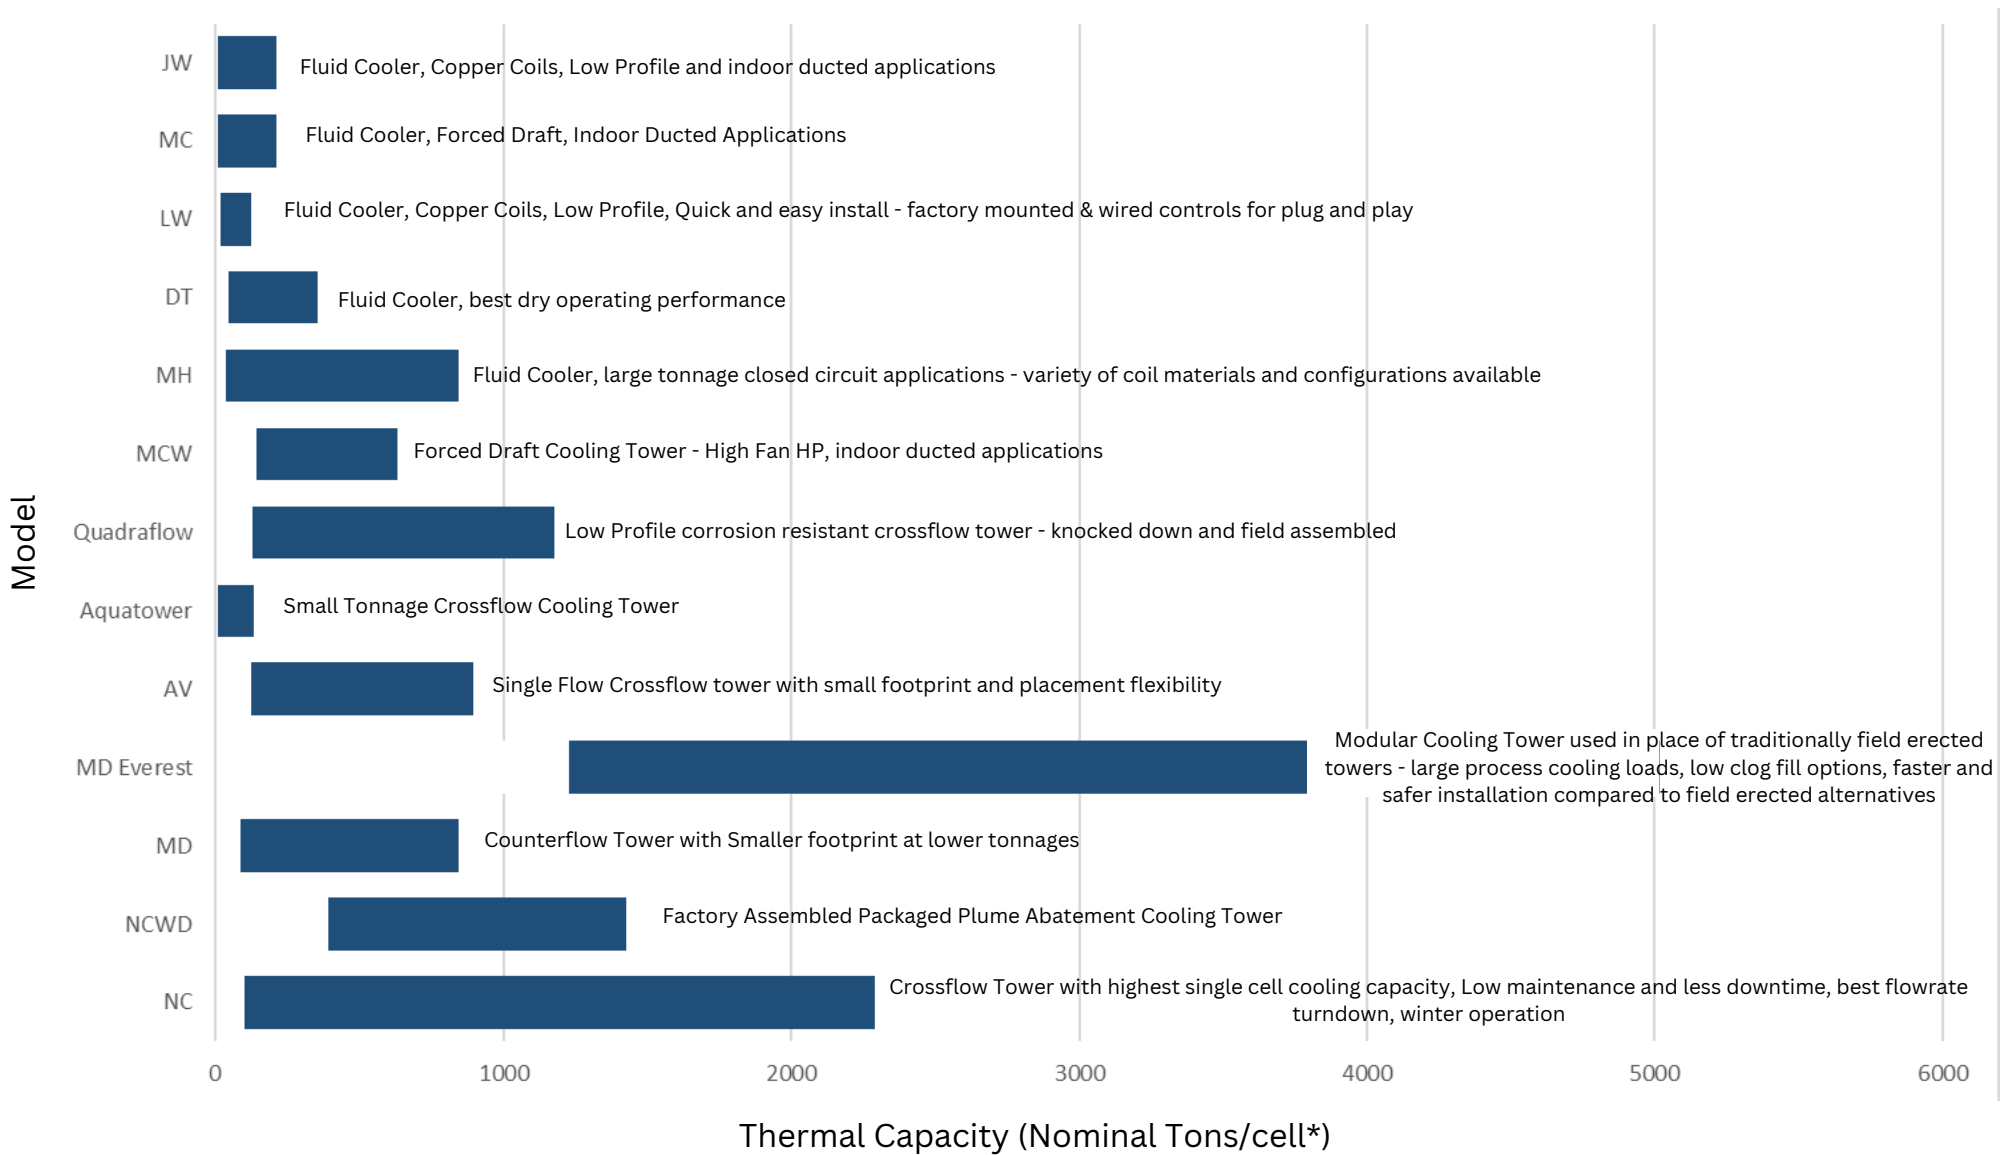 JW
Fluid Cooler, Copper Coils, Low Profile and indoor ducted applications
MC
Fluid Cooler, Forced Draft, Indoor Ducted Applications
LW
Fluid Cooler, Copper Coils, Low Profile, Quick and easy install - factory mounted & wired controls for plug and play
DT
Fluid Cooler, best dry operating performance
MH
Fluid Cooler, large tonnage closed circuit applications - variety of coil materials and configurations available
MCW
Forced Draft Cooling Tower - High Fan HP, indoor ducted applications
Model
Quadraflow
Low Profile corrosion resistant crossflow tower - knocked down and field assembled
Aquatower
Small Tonnage Crossflow Cooling Tower
AV
Single Flow Crossflow tower with small footprint and placement flexibility
MD Everest
Modular Cooling Tower used in place of traditionally field erected
towers - large process cooling loads, low clog fill options, faster and
safer installation compared to field erected alternatives
MD
Counterflow Tower with Smaller footprint at lower tonnages
NCWD
Factory Assembled Packaged Plume Abatement Cooling Tower
NC
Crossflow Tower with highest single cell cooling capacity, Low maintenance and less downtime, best flowrate
turndown, winter operation
0 1000 2000 3000 4000 5000 6000
Thermal Capacity (Nominal Tons/cell*)